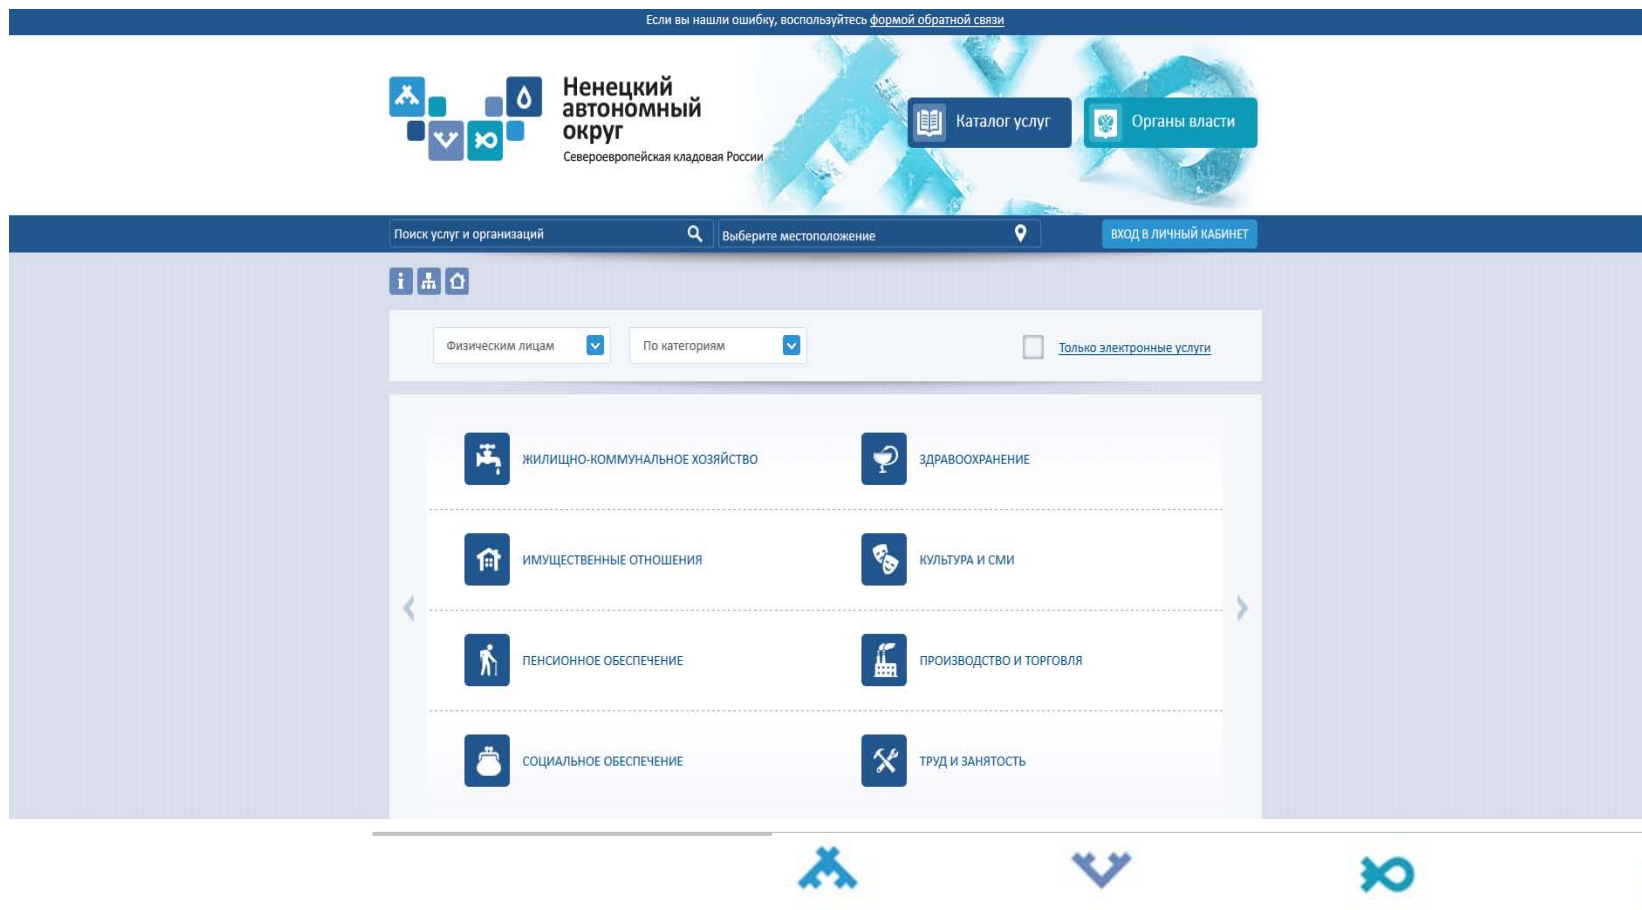 Если вы нашли ошибку, воспользуйтесь формой обратной связи
Ненецкий
автономный
округ
Североевропейская кладовая России
Каталог услуг
Органы власти
Поиск услуг и организаций
Выберите местоположение
ВХОД В ЛИЧНЫЙ КАБИНЕТ
Физическим лицам
По категориям
Только электронные услуги
ЖИЛИЩНО-КОММУНАЛЬНОЕ ХОЗЯЙСТВО
ЗДРАВООХРАНЕНИЕ
ИМУЩЕСТВЕННЫЕ ОТНОШЕНИЯ
КУЛЬТУРА И СМИ
ПЕНСИОННОЕ ОБЕСПЕЧЕНИЕ
ПРОИЗВОДСТВО И ТОРГОВЛЯ
СОЦИАЛЬНОЕ ОБЕСПЕЧЕНИЕ
ТРУД И ЗАНЯТОСТЬ